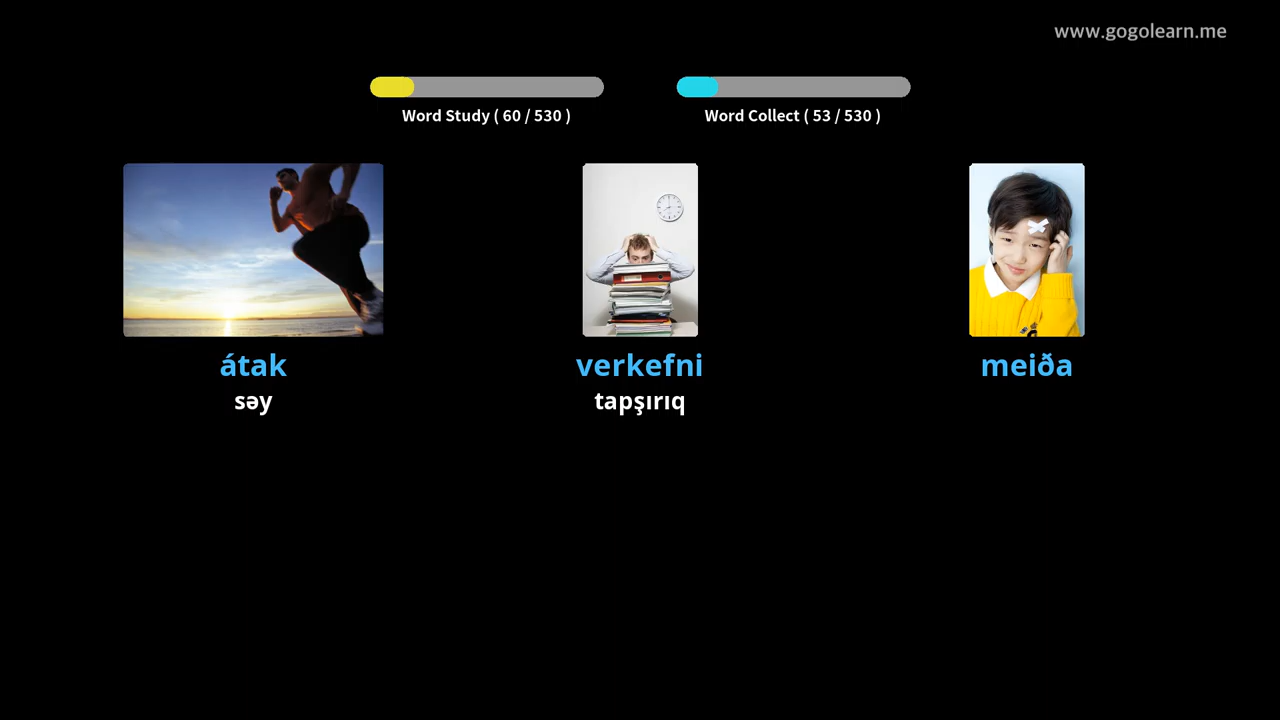 www.gogolearn.me
Word Study ( 60 / 530 )
Word Collect ( 53 / 530 )
átak
verkefni
meiða
səy
tapşırıq